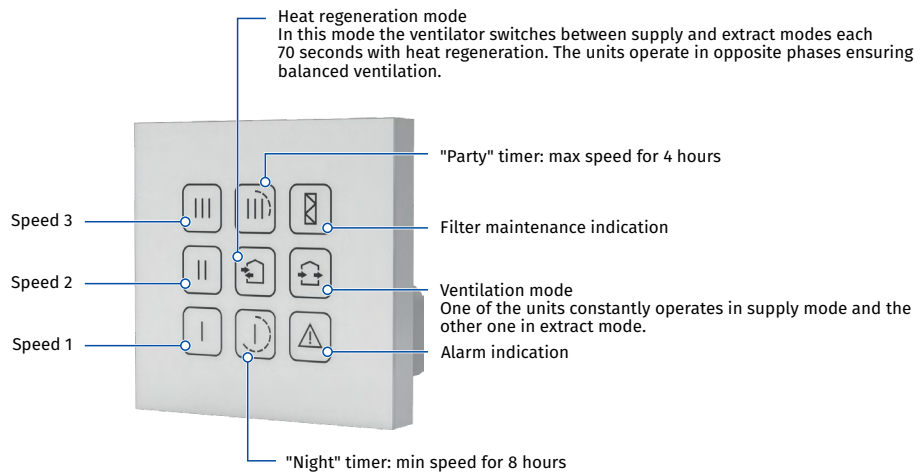 Heat regeneration mode
In this mode the ventilator switches between supply and extract modes each
70 seconds with heat regeneration. The units operate in opposite phases ensuring
balanced ventilation.
"Party" timer: max speed for 4 hours
Speed 3
Filter maintenance indication
Speed 2
Ventilation mode
One of the units constantly operates in supply mode and the
other one in extract mode.
Speed 1
Alarm indication
"Night" timer: min speed for 8 hours